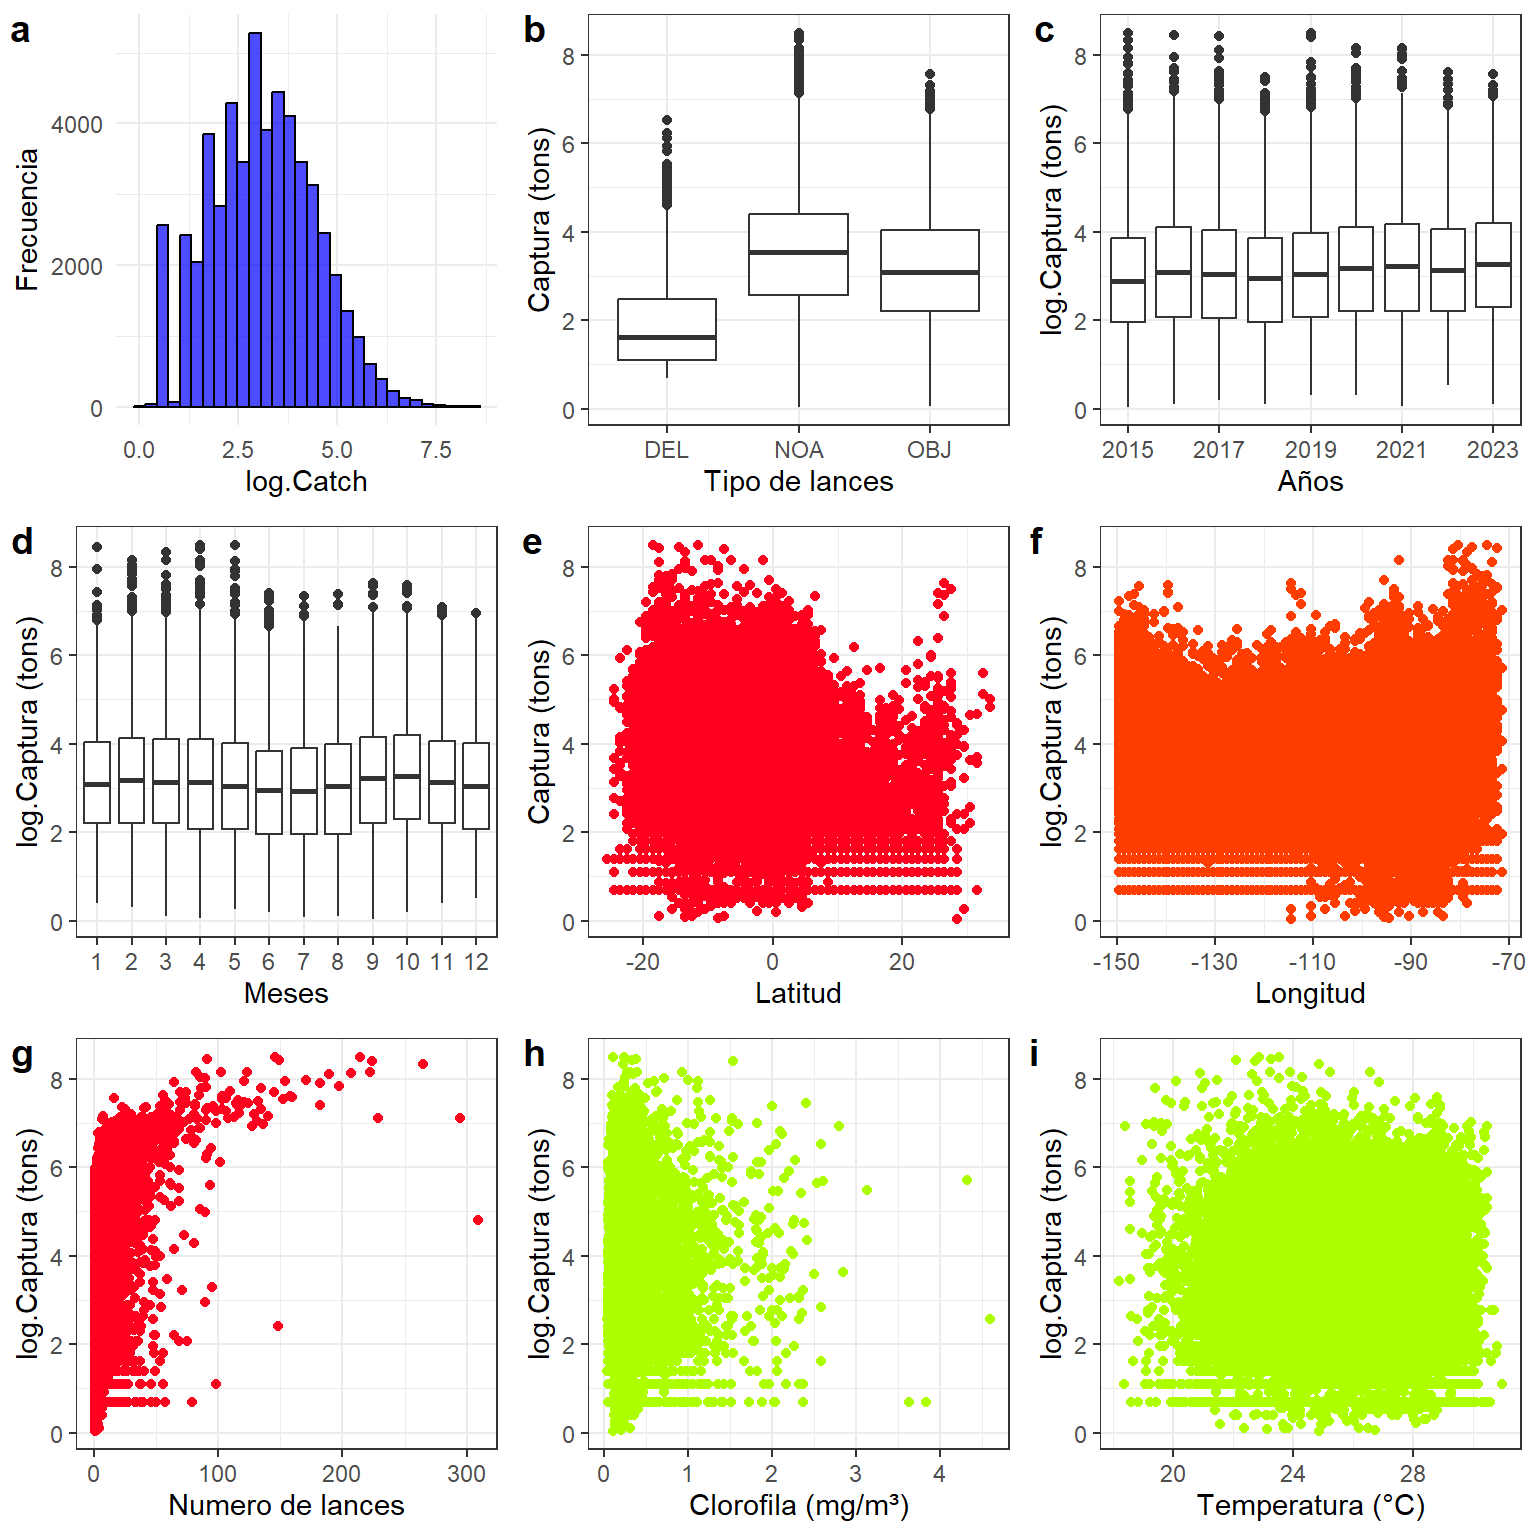 a
Frecuencia
4000
2000
0
0.0 2.5 5.0 7.5
log.Catch
b
Captura (tons)
8
6
4
2
0
DEL NOA OBJ
Tipo de lances
c
log.Captura (tons)
8
6
4
2
0
2015 2017 2019 2021 2023
Años
d
log.Captura (tons)
8
6
4
2
0
1 2 3 4 5 6 7 8 9 10 11 12
Meses
e
Captura (tons)
8
6
4
2
0
-20 0 20
Latitud
f
log.Captura (tons)
8
6
4
2
0
-150 -130 -110 -90 -70
Longitud
g
log.Captura (tons)
8
6
4
2
0
0 100 200 300
Numero de lances
h
log.Captura (tons)
8
6
4
2
0
0 1 2 3 4
Clorofila (mg/m³)
i
log.Captura (tons)
8
6
4
2
0
20 24 28
Temperatura (°C)